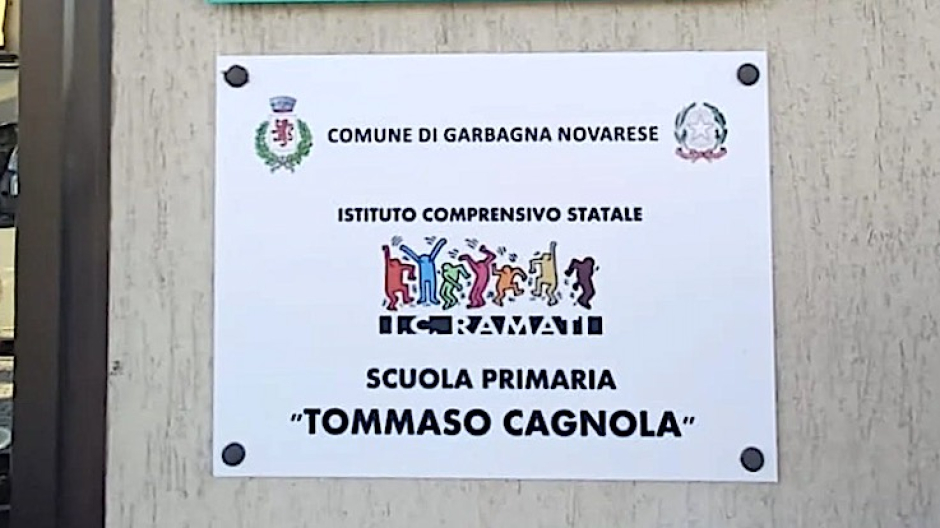 COMUNE DI GARBAGNA NOVARESE
ISTITUTO COMPRENSIVO STATALE
I.C. RAMATI
SCUOLA PRIMARIA
"TOMMASO CAGNOLA"